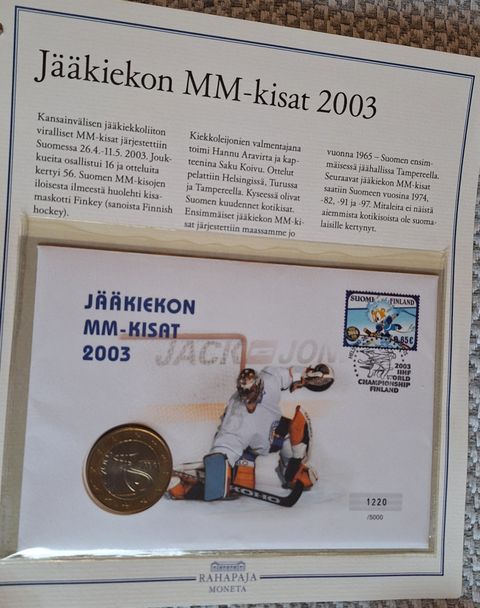 Jääkiekon MM-kisat 2003
Kansainvälisen jääkiekkoliiton
viralliset MM-kisat järjestettiin
Suomessa 26.4.-11.5. 2003. Jouk-
kueita osallistui 16 ja otteluita
kertyi 56. Suomen MM-kisojen
iloisesta ilmeestä huolehti kisa-
maskotti Finkey (sanoista Finnish
hockey).
Kiekkoleijonien valmentajana
toimi Hannu Aravirta ja kap-
teenina Saku Koivu. Ottelut
pelattiin Helsingissä, Turussa
ja Tampereella. Kyseessä olivat
Suomen kuudennet kotikisat.
Ensimmäiset jääkiekon MM-ki-
sat järjestettiin maassamme jo
vuonna 1965 – Suomen ensim-
mäisessä jäähallissa Tampereella.
Seuraavat jääkiekon MM-kisat
saatiin Suomeen vuosina 1974,
-82, -91 ja -97. Mitaleita ei näistä
aiemmista kotikisoista ole suoma-
laisille kertynyt.
JÄÄKIEKON
MM-KISAT
2003
JACK JON
SUOMI FINLAND
0,65€
2003
IIHF
WORLD
CHAMPIONSHIP
FINLAND
KOHO
1220
/5000
RAHAPAJA
MONETA